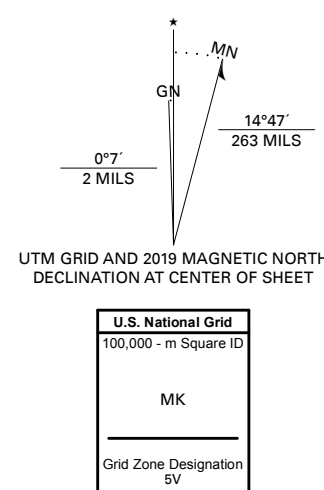 ★
MN
GN
14°47´
263 MILS
0°7´
2 MILS
UTM GRID AND 2019 MAGNETIC NORTH
DECLINATION AT CENTER OF SHEET
U.S. National Grid
100,000 - m Square ID
MK
Grid Zone Designation
5V